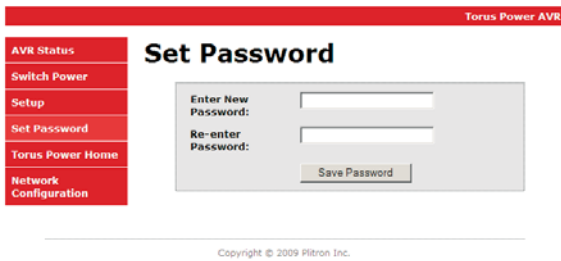 Torus Power AVR
AVR Status
Switch Power
Setup
Set Password
Torus Power Home
Network
Configuration
Set Password
Enter New
Password:
Re-enter
Password:
Save Password
Copyright © 2009 Plitron Inc.